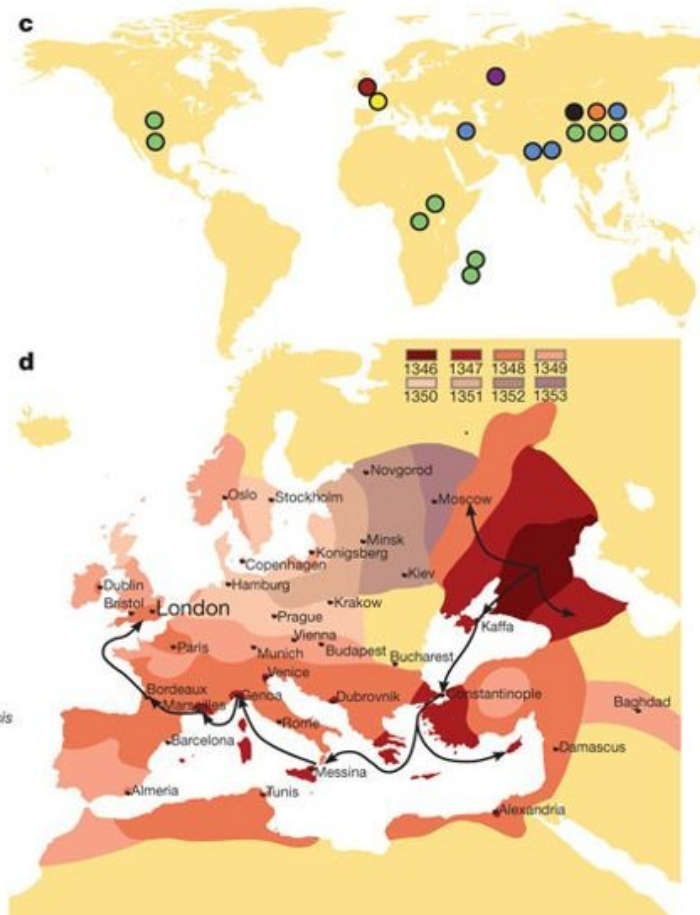 c
d
1346 1347 1348 1349
1350 1351 1352 1353
Novgorod
Oslo
Stockholm
Moscow
Minsk
Konigsberg
Copenhagen
Dublin
Hamburg
Kiev
Bristol
London
Krakow
Prague
Kaffa
Vienna
Paris
Munich
Budapest
Bucharest
Venice
Bordeaux
Genoa
Dubrovnik
Constantinople
Marseilles
Baghdad
sis
Rome
Barcelona
Damascus
Messina
Almeria
Tunis
Alexandria